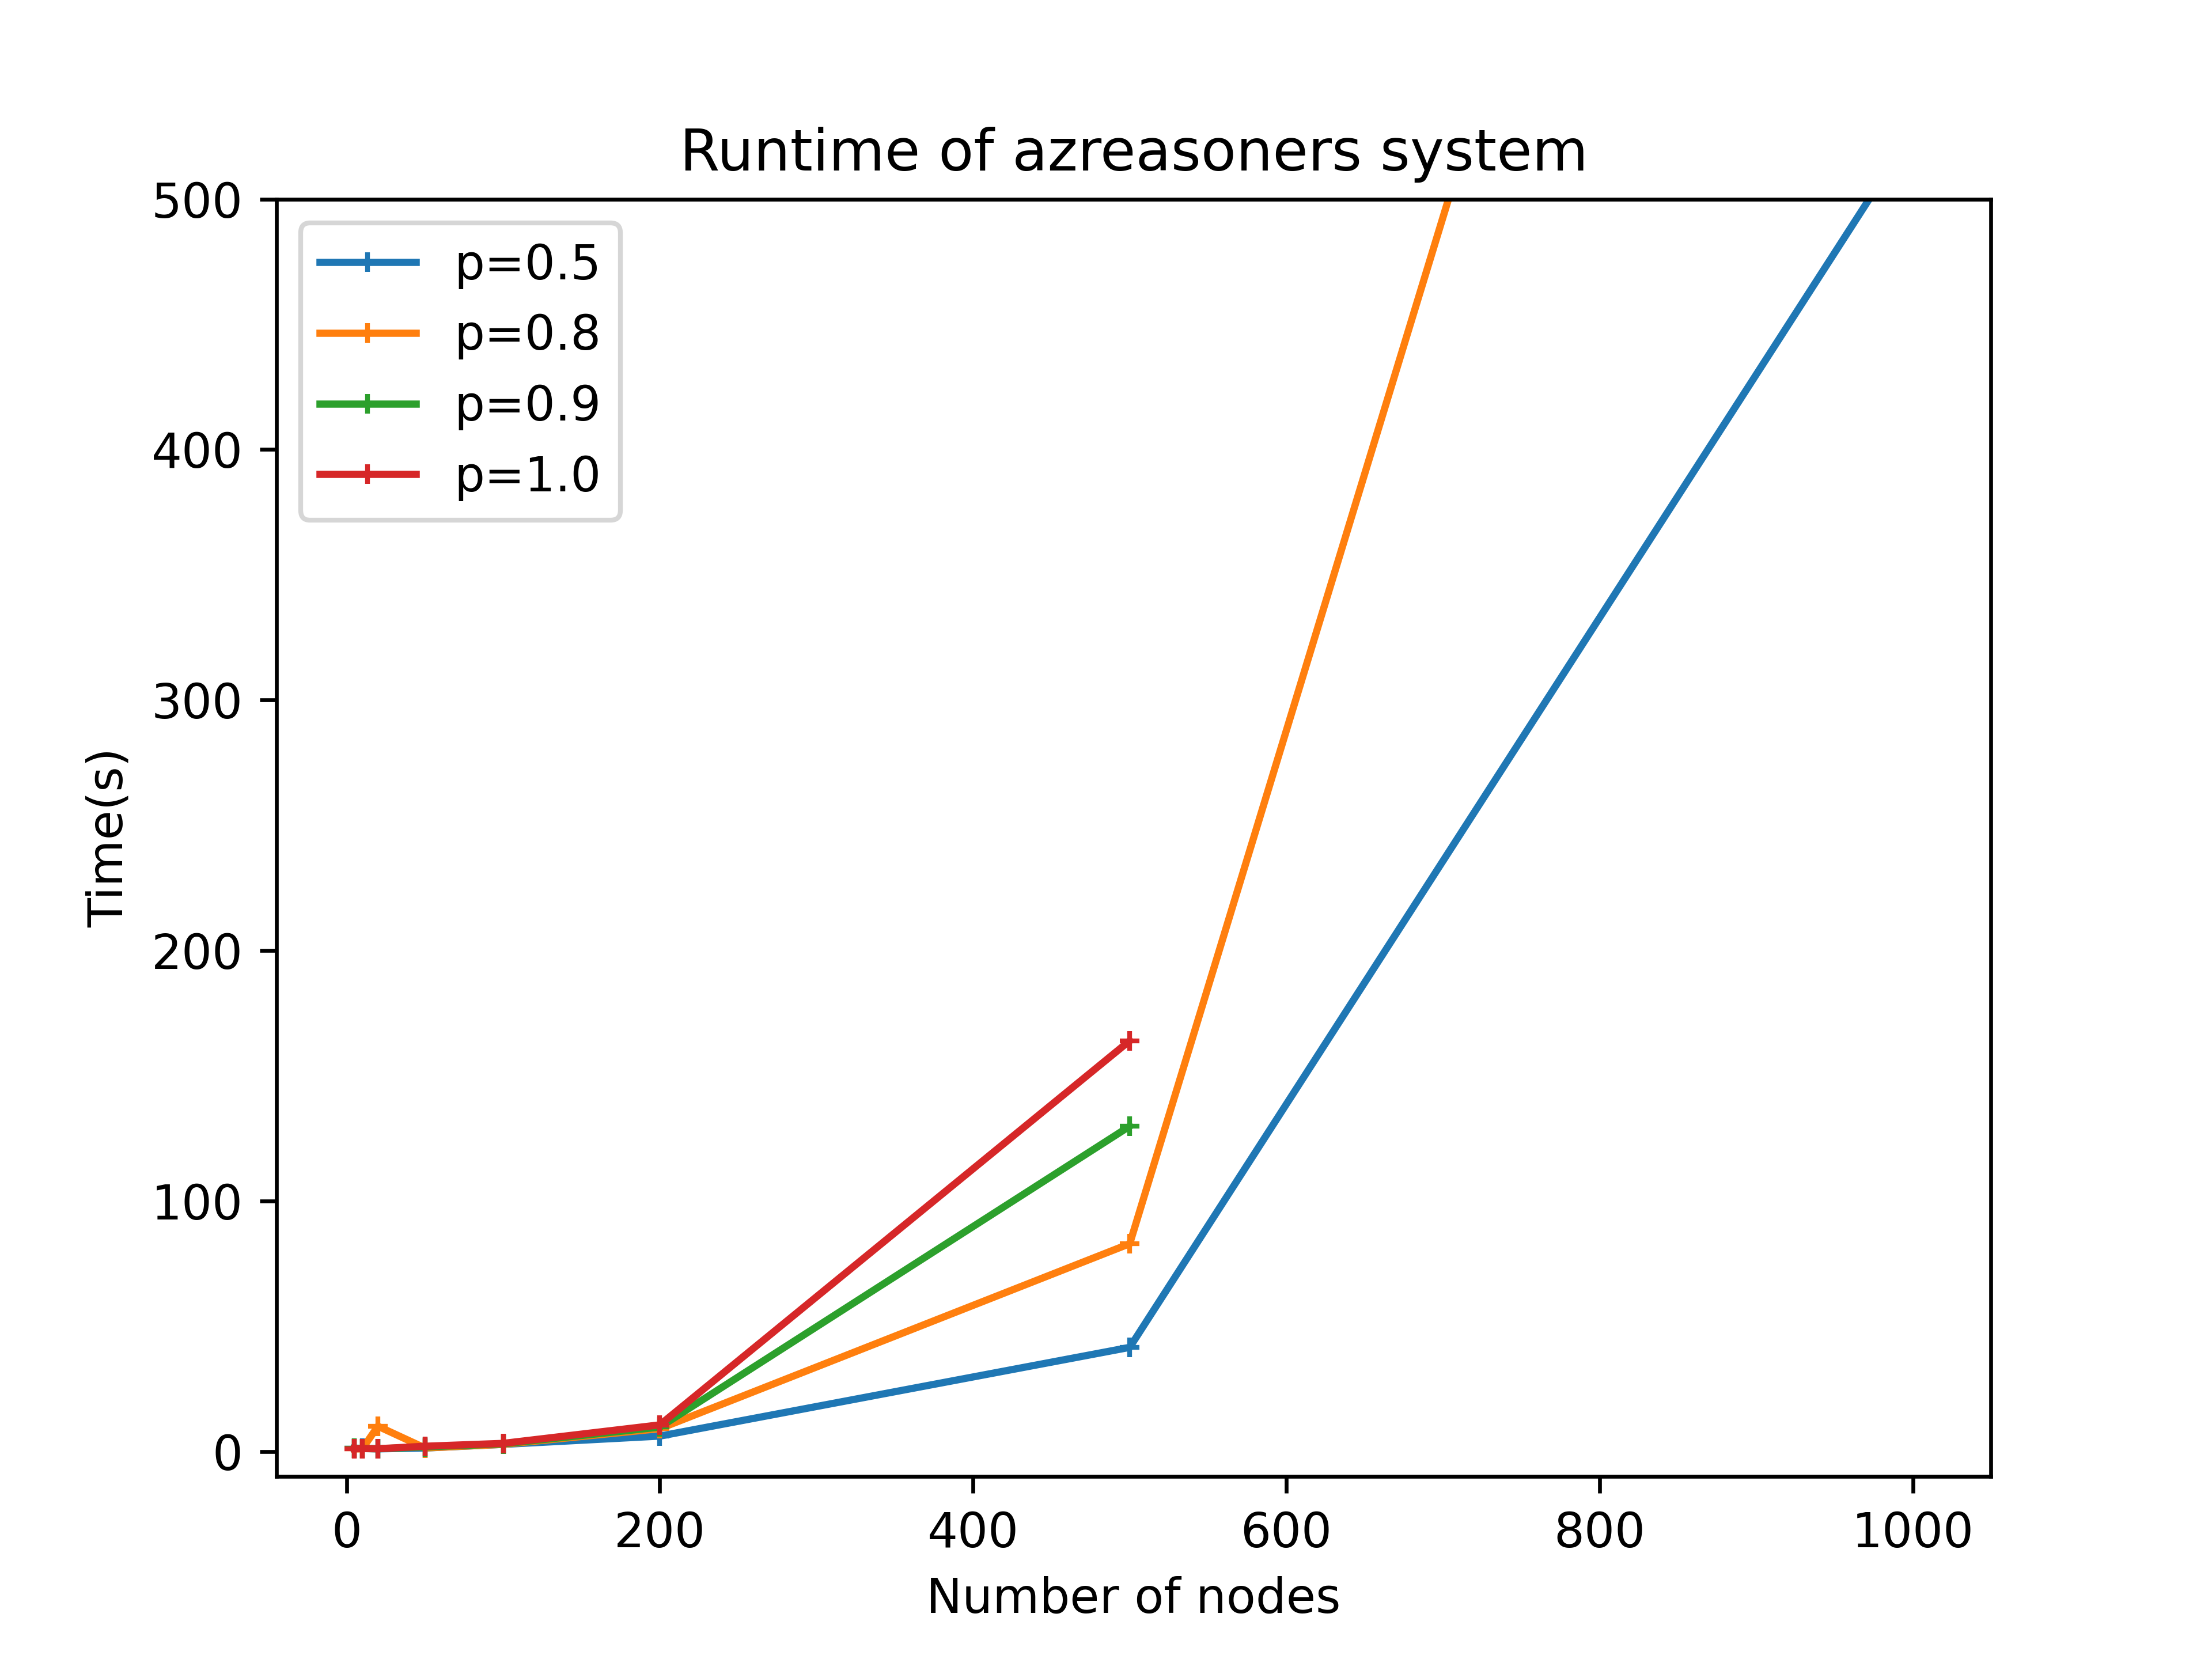 Runtime of azreasoners system
500
400
300
200
100
0
Time(s)
p=0.5
p=0.8
p=0.9
p=1.0
0 200 400 600 800 1000
Number of nodes